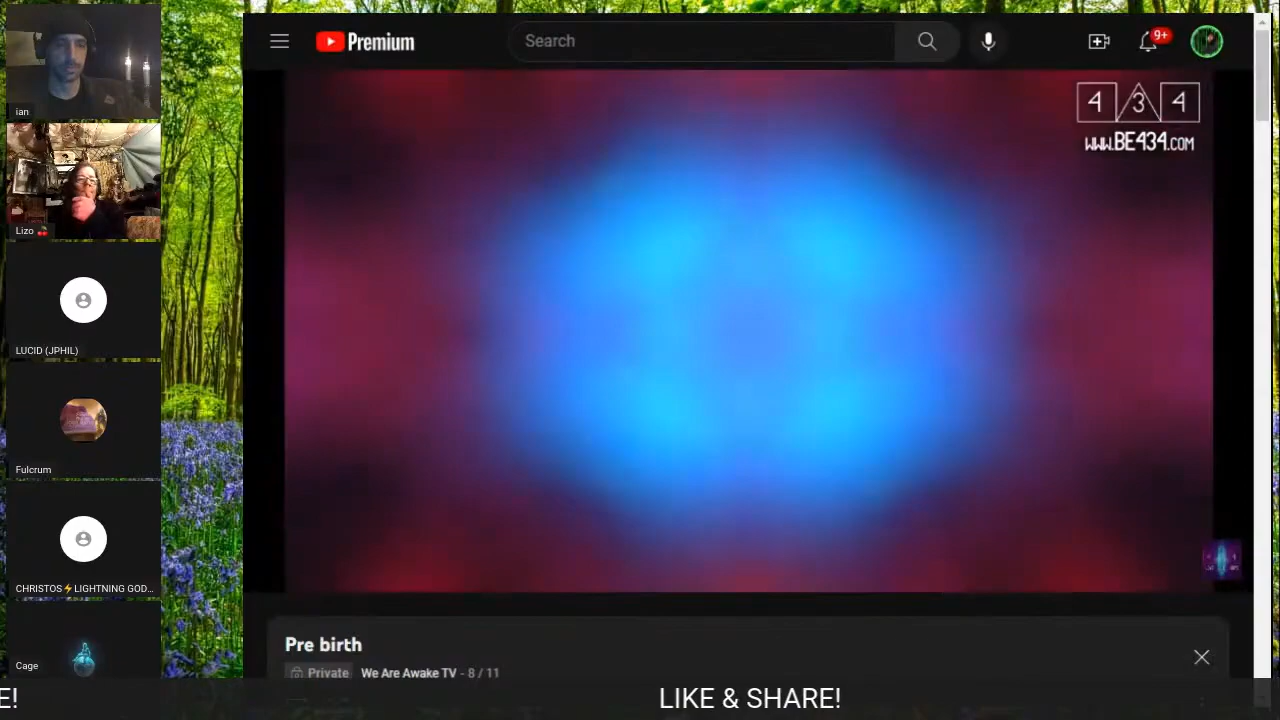 Premium
Search
9+
4 3 4
www.BE434.COM
ian
Lizo 🍒
LUCID (JPHIL)
Fulcrum
CHRISTOS⚡LIGHTNING GOD...
Cage
Pre birth
Private We Are Awake TV - 8 / 11
E!
LIKE & SHARE!